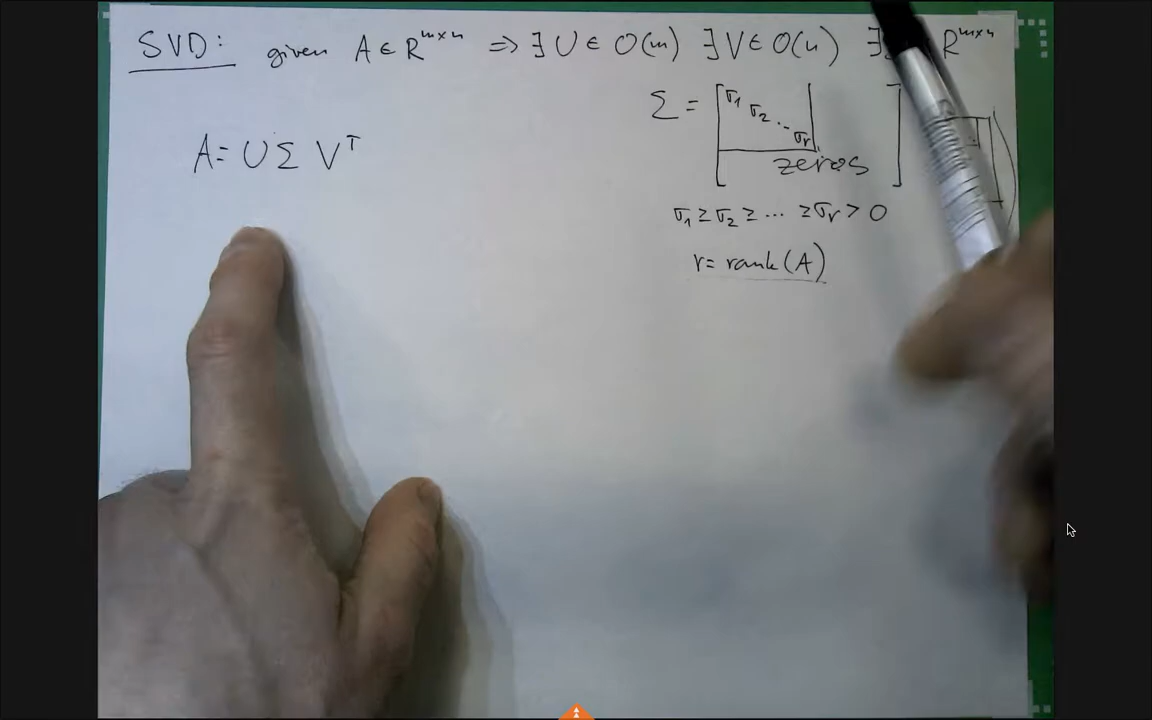 SVD: given A ∈ R^{m×n} ⇒ ∃ U ∈ O(m) ∃ V ∈ O(n) ∃ R^{m×n}
Σ = [σ₁ σ₂ ⋱ σᵣ zeros]
A = U Σ V^T
σ₁ ≥ σ₂ ≥ ⋯ ≥ σᵣ > 0
r = rank(A)